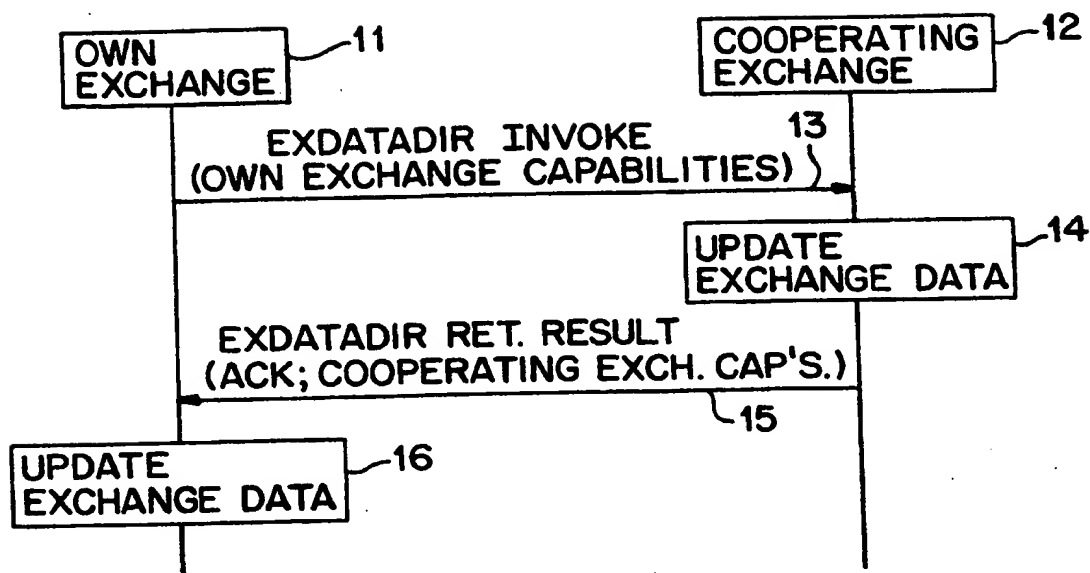 OWN
EXCHANGE
11
COOPERATING
EXCHANGE
12
EXDATADIR INVOKE
(OWN EXCHANGE CAPABILITIES)
13
UPDATE
EXCHANGE DATA
14
EXDATADIR RET. RESULT
(ACK; COOPERATING EXCH. CAP'S.)
15
UPDATE
EXCHANGE DATA
16